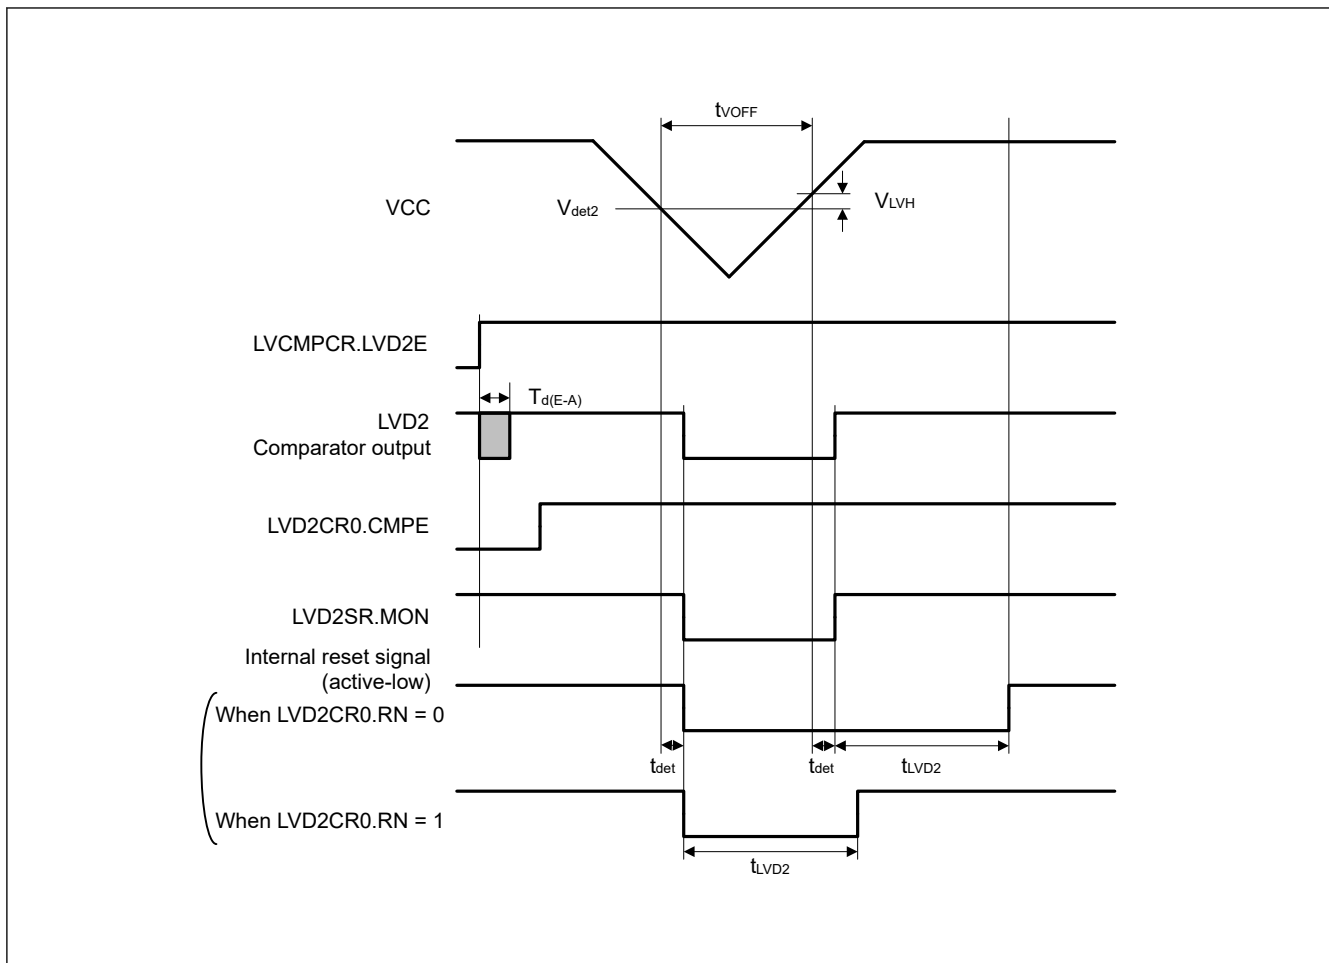 tVOFF
VCC
Vdet2
VLVH
LVCMPCR.LVD2E
Td(E-A)
LVD2
Comparator output
LVD2CR0.CMPE
LVD2SR.MON
Internal reset signal
(active-low)
When LVD2CR0.RN = 0
tdet
tdet
tLVD2
When LVD2CR0.RN = 1
tLVD2